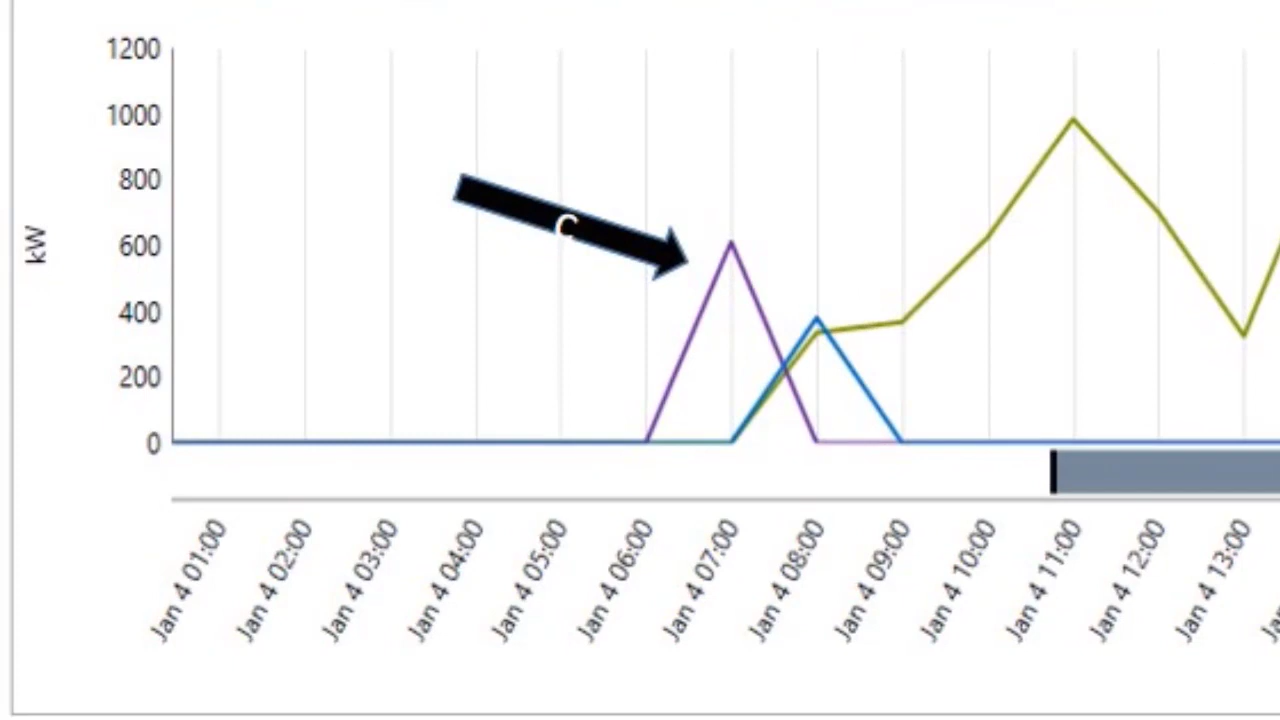 1200
1000
800
600
400
200
0
kW
C
Jan 4 01:00
Jan 4 02:00
Jan 4 03:00
Jan 4 04:00
Jan 4 05:00
Jan 4 06:00
Jan 4 07:00
Jan 4 08:00
Jan 4 09:00
Jan 4 10:00
Jan 4 11:00
Jan 4 12:00
Jan 4 13:00